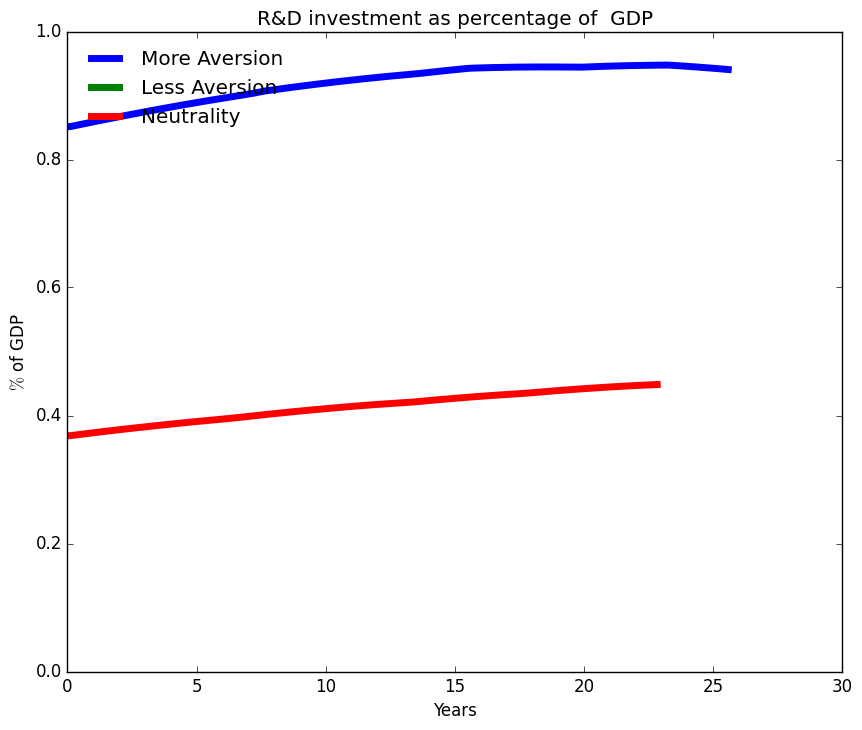 R&D investment as percentage of  GDP
1.0
0.8
0.6
0.4
0.2
0.0
% of GDP
More Aversion
Less Aversion
Neutrality
0 5 10 15 20 25 30
Years